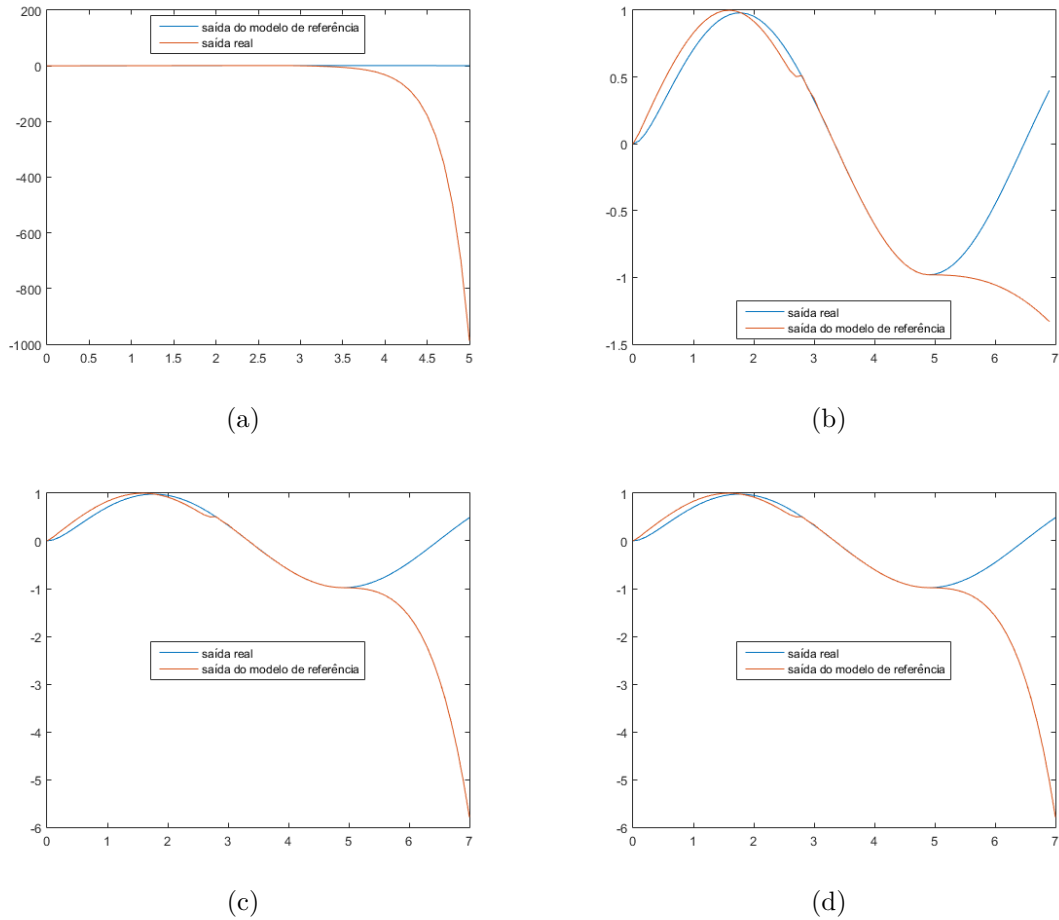 200
0
-200
-400
-600
-800
-1000
0 0.5 1 1.5 2 2.5 3 3.5 4 4.5 5
saída do modelo de referência
saída real
(a)
1
0.5
0
-0.5
-1
-1.5
0 1 2 3 4 5 6 7
saída real
saída do modelo de referência
(b)
1
0
-1
-2
-3
-4
-5
-6
0 1 2 3 4 5 6 7
saída real
saída do modelo de referência
(c)
1
0
-1
-2
-3
-4
-5
-6
0 1 2 3 4 5 6 7
saída real
saída do modelo de referência
(d)